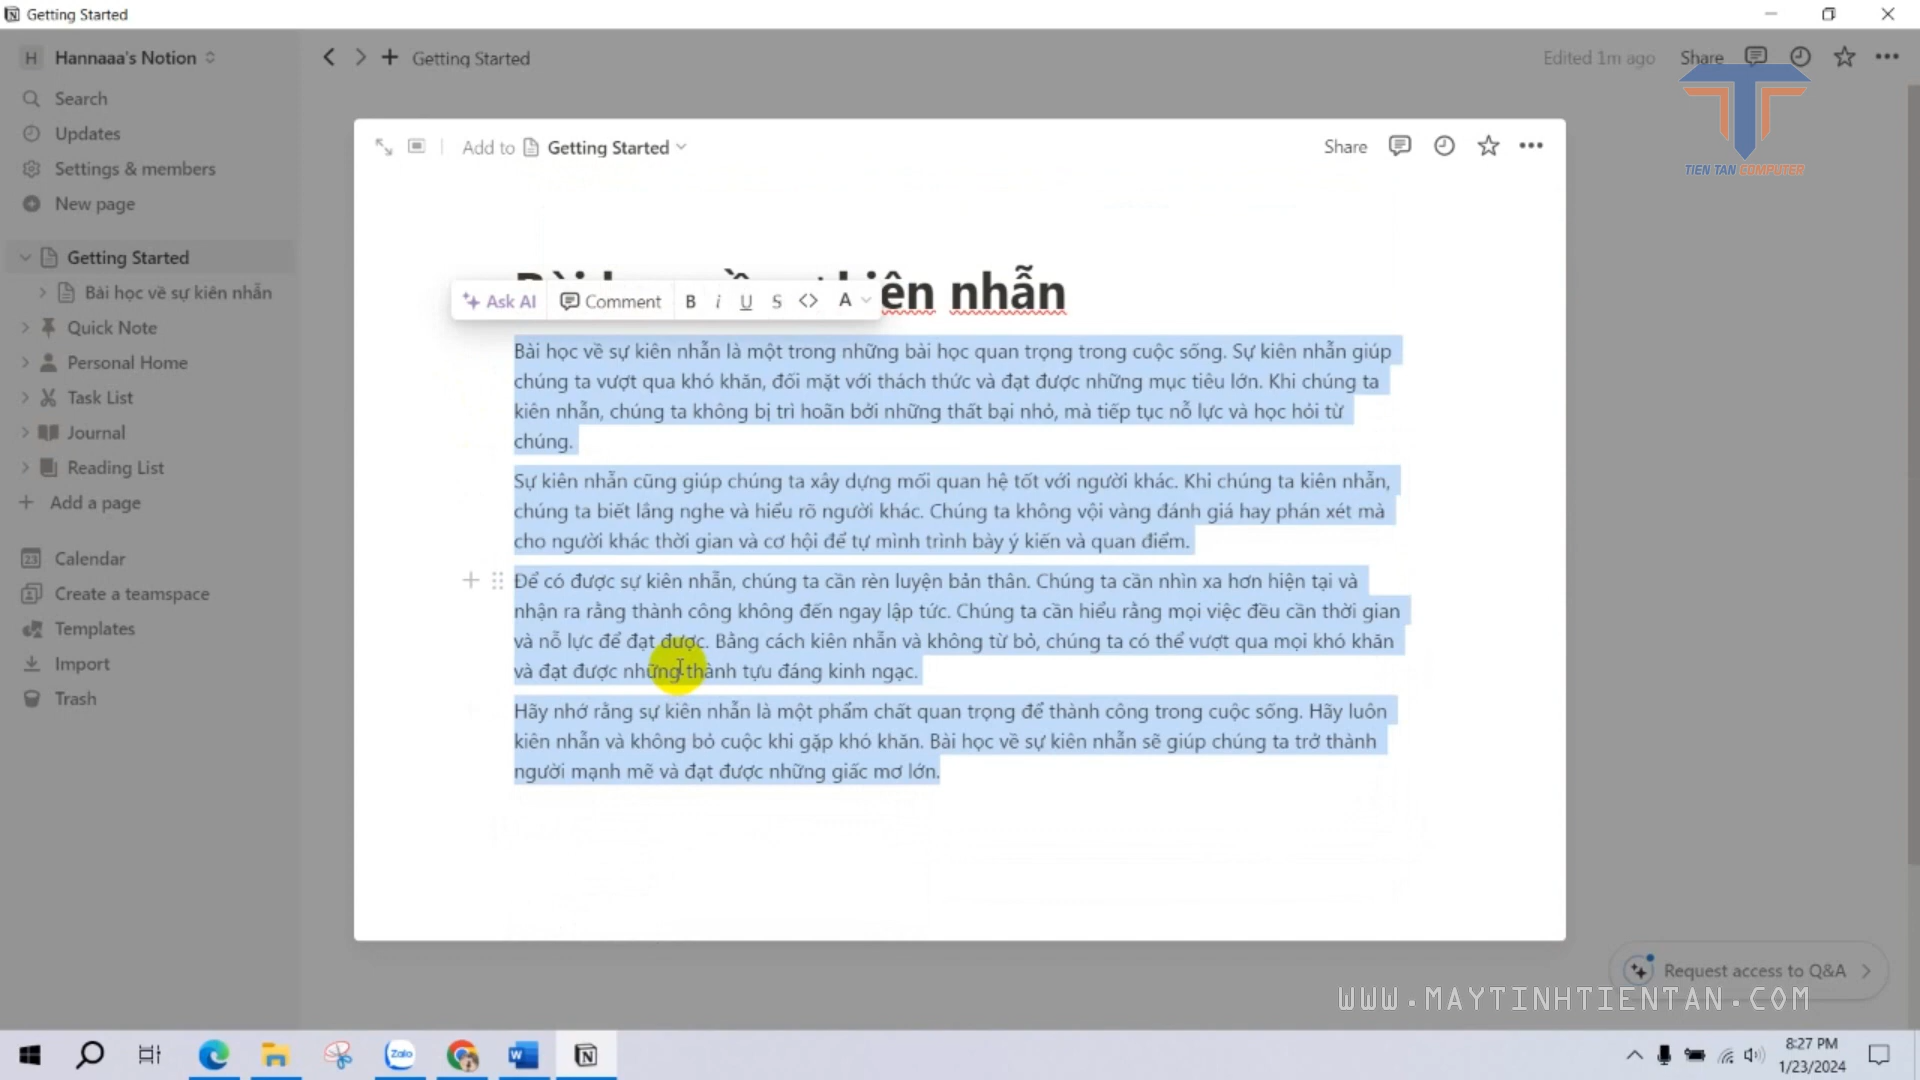 Getting Started
Hannaaa's Notion
Getting Started
Edited 1m ago
Share
Search
Updates
Settings & members
New page
Getting Started
Bài học về sự kiên nhẫn
Quick Note
Personal Home
Task List
Journal
Reading List
Add a page
Calendar
Create a teamspace
Templates
Import
Trash
TIEN TAN COMPUTER
Add to Getting Started
Share
kiên nhẫn
Ask AI Comment B i U S <> A
Bài học về sự kiên nhẫn là một trong những bài học quan trọng trong cuộc sống. Sự kiên nhẫn giúp
chúng ta vượt qua khó khăn, đối mặt với thách thức và đạt được những mục tiêu lớn. Khi chúng ta
kiên nhẫn, chúng ta không bị trì hoãn bởi những thất bại nhỏ, mà tiếp tục nỗ lực và học hỏi từ
chúng.
Sự kiên nhẫn cũng giúp chúng ta xây dựng mối quan hệ tốt với người khác. Khi chúng ta kiên nhẫn,
chúng ta biết lắng nghe và hiểu rõ người khác. Chúng ta không vội vàng đánh giá hay phán xét mà
cho người khác thời gian và cơ hội để tự mình trình bày ý kiến và quan điểm.
Để có được sự kiên nhẫn, chúng ta cần rèn luyện bản thân. Chúng ta cần nhìn xa hơn hiện tại và
nhận ra rằng thành công không đến ngay lập tức. Chúng ta cần hiểu rằng mọi việc đều cần thời gian
và nỗ lực để đạt được. Bằng cách kiên nhẫn và không từ bỏ, chúng ta có thể vượt qua mọi khó khăn
và đạt được những thành tựu đáng kinh ngạc.
Hãy nhớ rằng sự kiên nhẫn là một phẩm chất quan trọng để thành công trong cuộc sống. Hãy luôn
kiên nhẫn và không bỏ cuộc khi gặp khó khăn. Bài học về sự kiên nhẫn sẽ giúp chúng ta trở thành
người mạnh mẽ và đạt được những giấc mơ lớn.
Request access to Q&A
WWW.MAYTINHTIENTAN.COM
Zalo
8:27 PM
1/23/2024